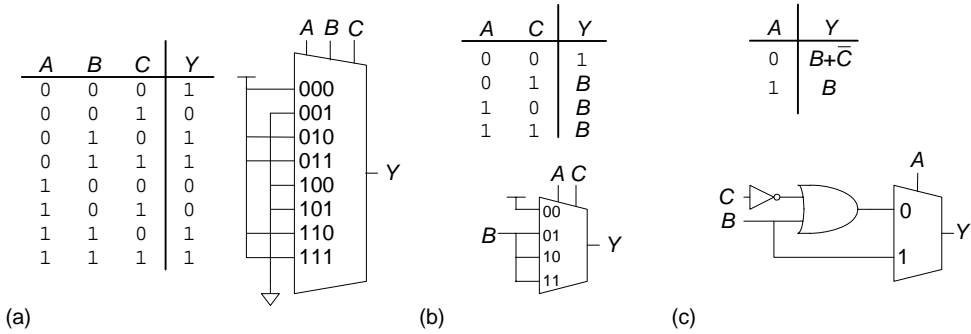 A B C Y
0 0 0 1
0 0 1 0
0 1 0 1
0 1 1 1
1 0 0 0
1 0 1 0
1 1 0 1
1 1 1 1
A B C
000
001
010
011
100
101
110
111
Y
(a)
A C Y
0 0 1
0 1 B
1 0 B
1 1 B
A C
00
01
10
11
B
Y
(b)
A Y
0 B+C̅
1 B
A
C
B
0
1
Y
(c)